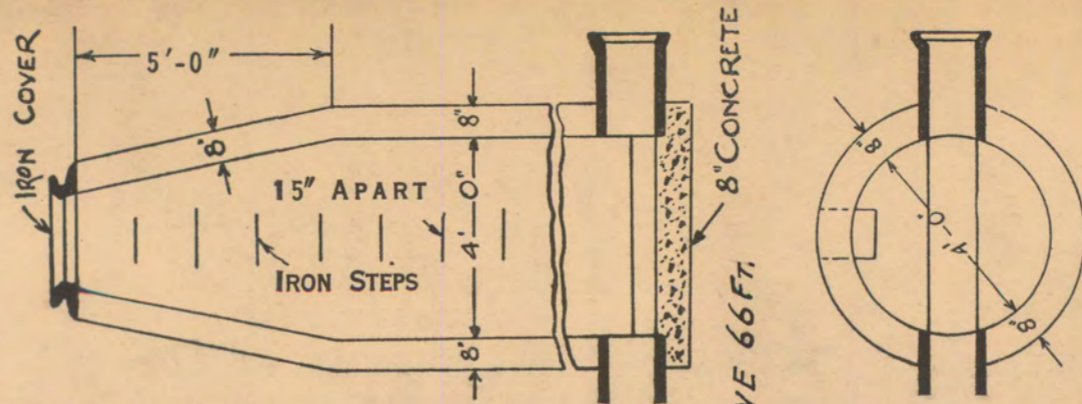 IRON COVER
5'-0"
8"
8"
15" APART
4'-0"
IRON STEPS
8"
8" CONCRETE
VE 66 FT.
8"
4'-0"
8"